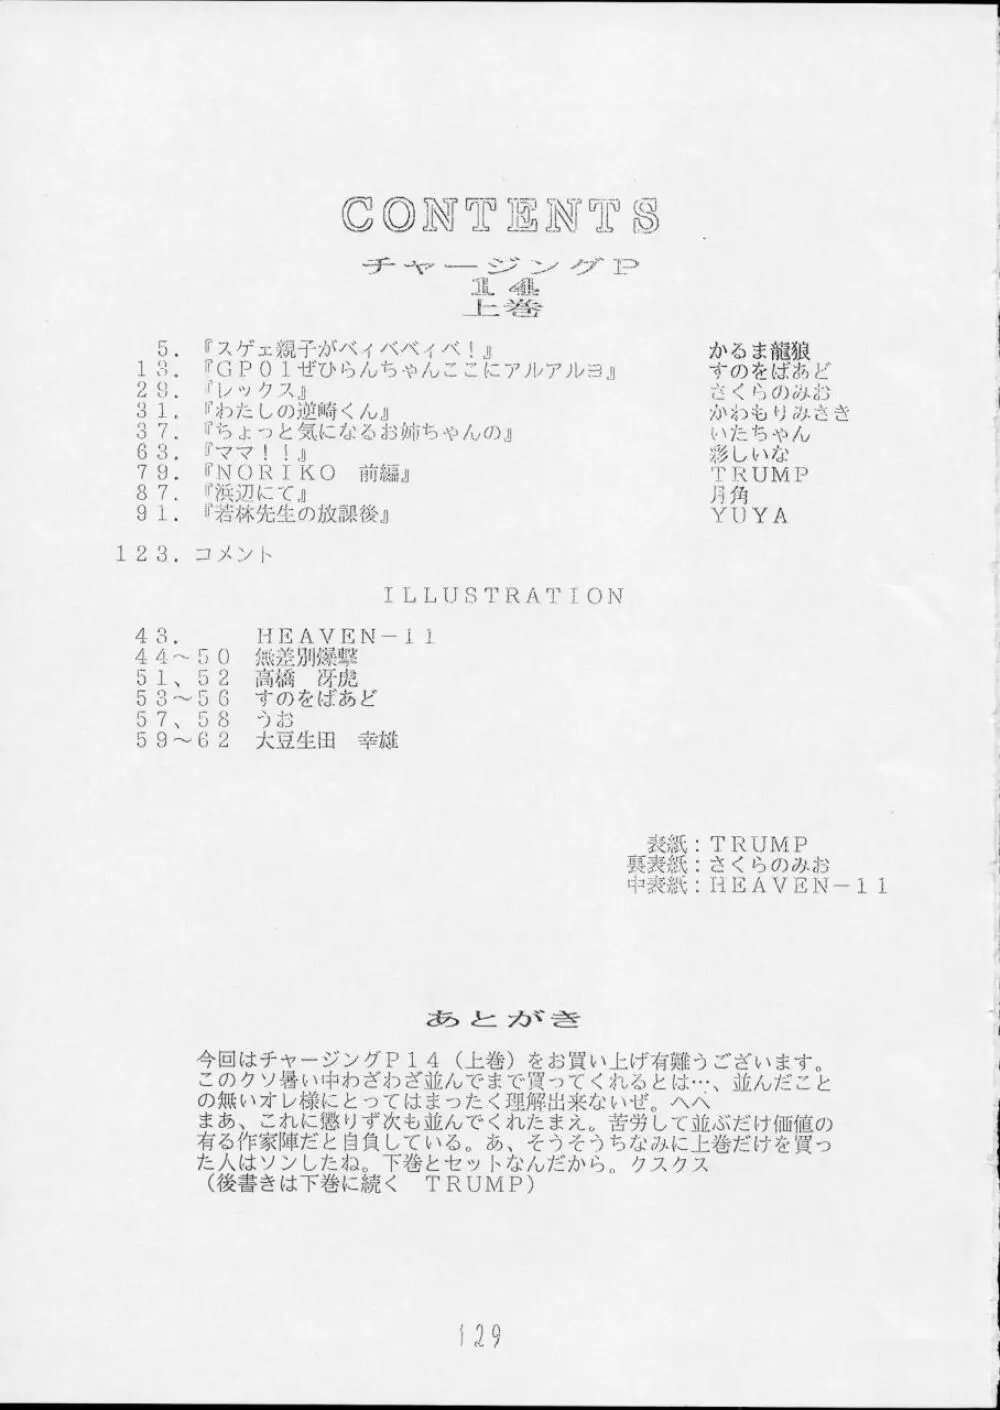 CONTENTS
チャージングP
14
上巻
5．『スゲェ親子がベィベベィベ！』 かるま龍狼
13．『GP01ぜひらんちゃんここにアルアルヨ』 すのをばあど
29．『レックス』 さくらのみお
31．『わたしの逆崎くん』 かわもりみさき
37．『ちょっと気になるお姉ちゃんの』 いたちゃん
63．『ママ！！』 彩しいな
79．『NORIKO 前編』 TRUMP
87．『浜辺にて』 月角
91．『若林先生の放課後』 YUYA
123．コメント
ILLUSTRATION
43． HEAVEN－11
44～50 無差別爆撃
51、52 高橋 冴虎
53～56 すのをばあど
57、58 うお
59～62 大豆生田 幸雄
表紙：TRUMP
裏表紙：さくらのみお
中表紙：HEAVEN－11
あとがき
今回はチャージングP14（上巻）をお買い上げ有難うございます。
このクソ暑い中わざわざ並んでまで買ってくれるとは…、並んだこと
の無いオレ様にとってはまったく理解出来ないぜ。ヘヘ
まあ、これに懲りず次も並んでくれたまえ。苦労して並ぶだけ価値の
有る作家陣だと自負している。あ、そうそうちなみに上巻だけを買っ
た人はソンしたね。下巻とセットなんだから。クスクス
（後書きは下巻に続く TRUMP）
129